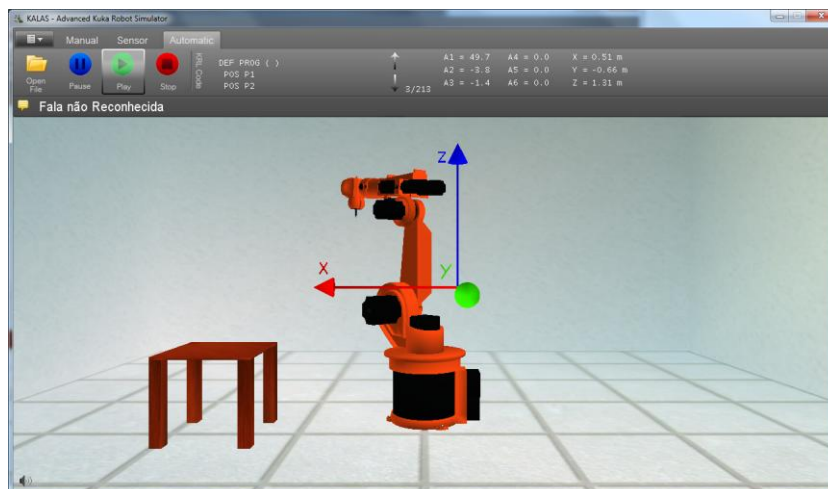 KALAS - Advanced Kuka Robot Simulator
Manual Sensor Automatic
Open File
Pause
Play
Stop
KRL Code
DEF PROG ( )
POS P1
POS P2
3/213
A1 = 49.7 A4 = 0.0 X = 0.51 m
A2 = -3.8 A5 = 0.0 Y = -0.66 m
A3 = -1.4 A6 = 0.0 Z = 1.31 m
Fala não Reconhecida
Z
X
Y